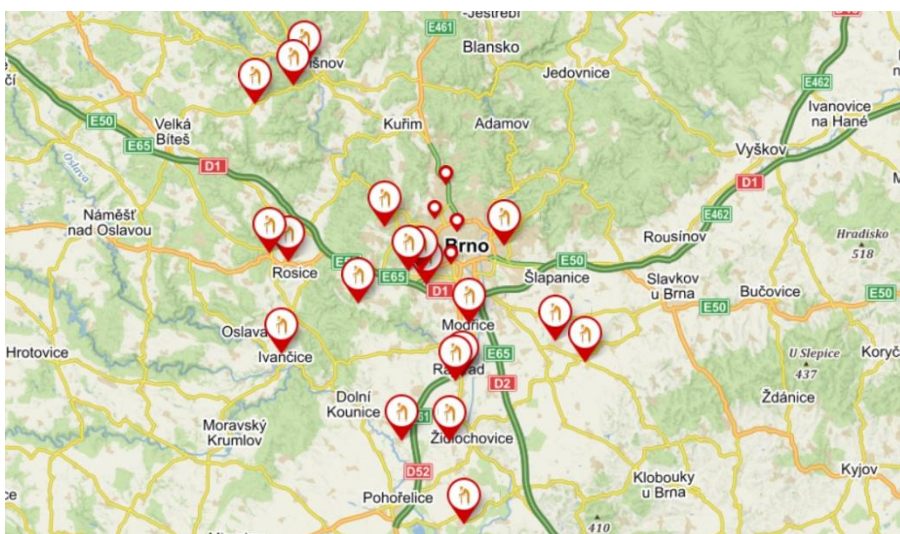 E461
Blansko
Jedovnice
E462
Ivanovice
na Hané
Kuřim
Adamov
Velká
Bíteš
E50
E65
D1
Vyškov
Oslava
D1
Náměšť
nad Oslavou
E462
Rousínov
Hradisko
518
Brno
Rosice
E65
E50
Šlapanice
D1
Slavkov
u Brna
Bučovice
E50
E50
Modřice
Hrotovice
Ivančice
E65
U Slepice
437
D2
Ždánice
Dolní
Kounice
Moravský
Krumlov
Židlochovice
D52
Pohořelice
Klobouky
u Brna
Kyjov
410